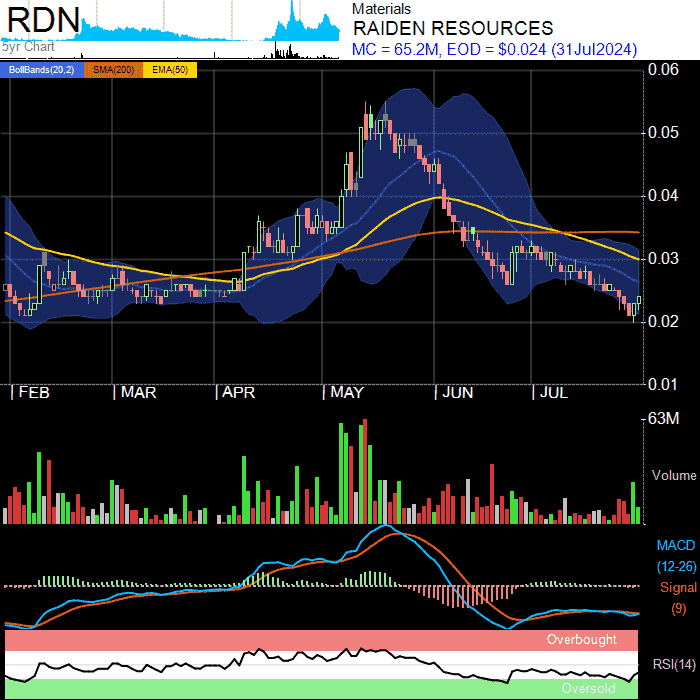 RDN
5yr Chart
Materials
RAIDEN RESOURCES
MC = 65.2M, EOD = $0.024 (31Jul2024)
BollBands(20,2) SMA(200) EMA(50)
0.06
0.05
0.04
0.03
0.02
0.01
FEB MAR APR MAY JUN JUL
63M
Volume
MACD
(12-26)
Signal
(9)
Overbought
RSI(14)
Oversold